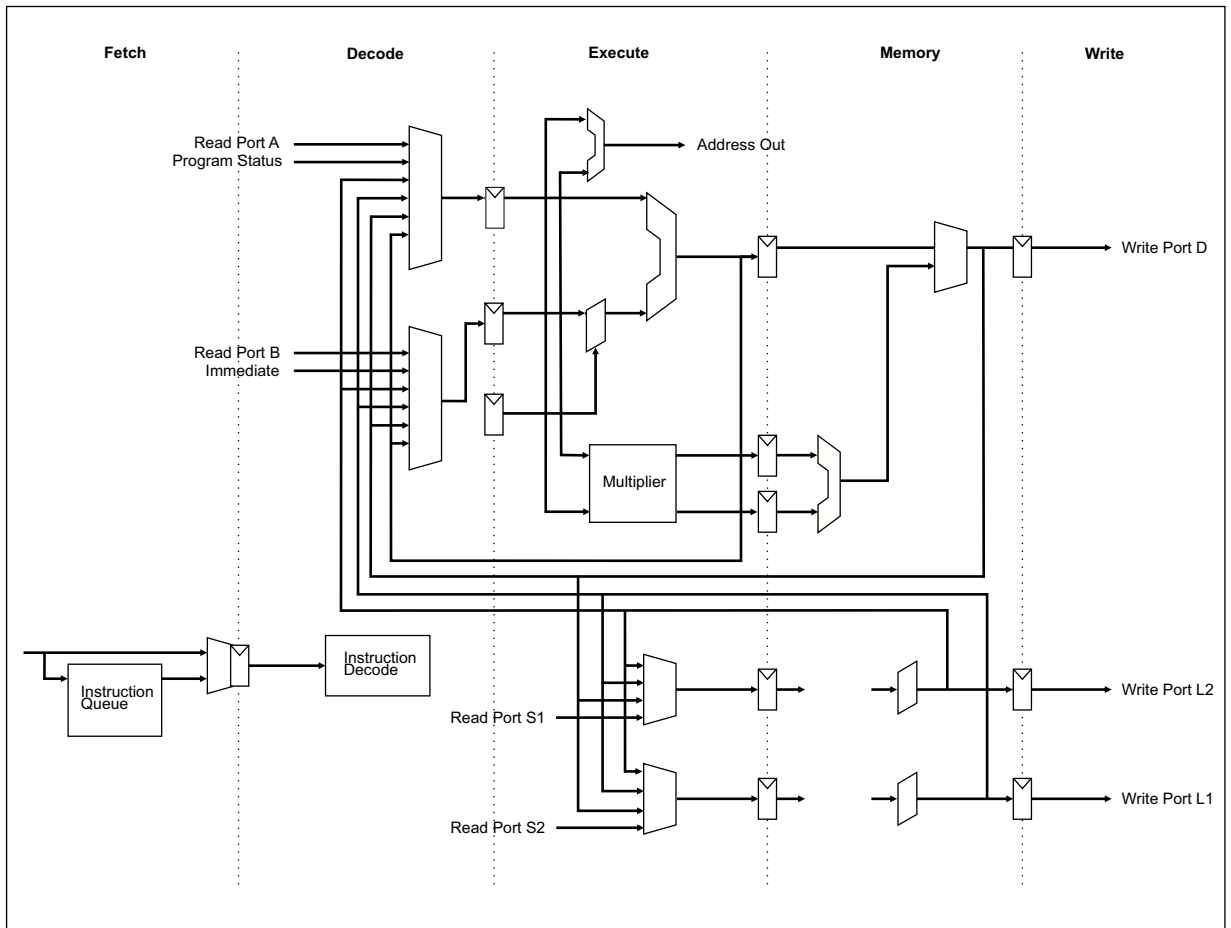 Fetch
Decode
Execute
Memory
Write
Read Port A
Program Status
Address Out
Write Port D
Read Port B
Immediate
Multiplier
Instruction
Decode
Instruction
Queue
Read Port S1
Write Port L2
Read Port S2
Write Port L1